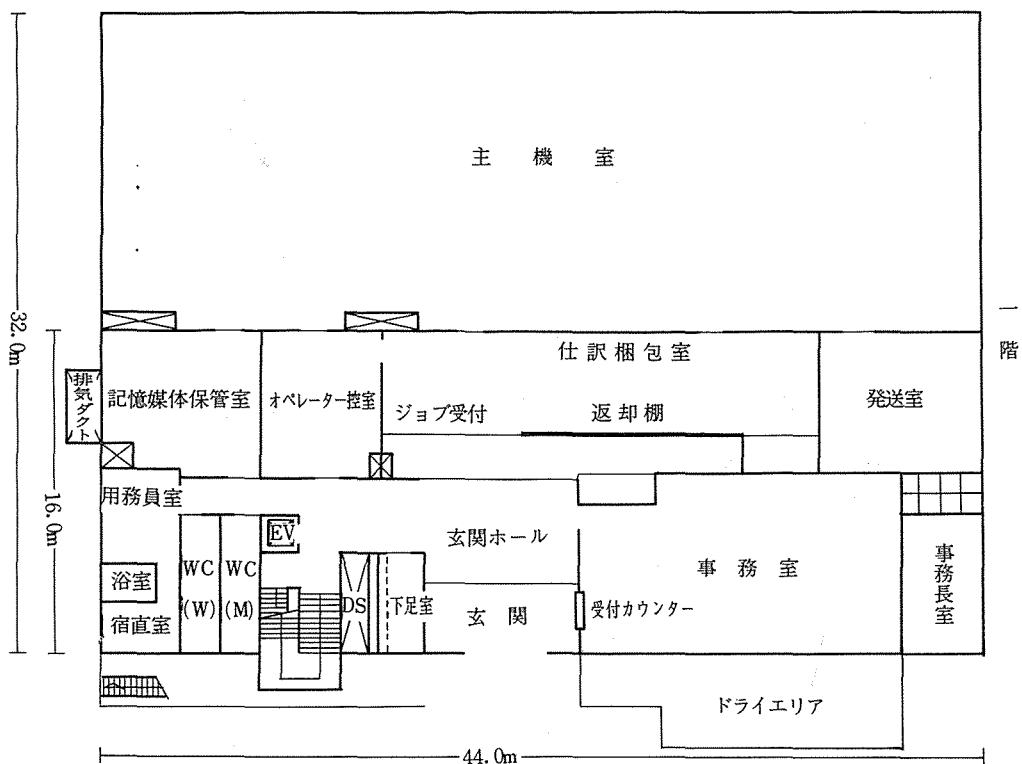 主機室
一階
32.0m
仕訳梱包室
排気ダクト
記憶媒体保管室
オペレーター控室
ジョブ受付
返却棚
発送室
16.0m
用務員室
EV
玄関ホール
事務室
事務長室
WC
(W)
WC
(M)
浴室
宿直室
DS
下足室
玄関
受付カウンター
ドライエリア
44.0m